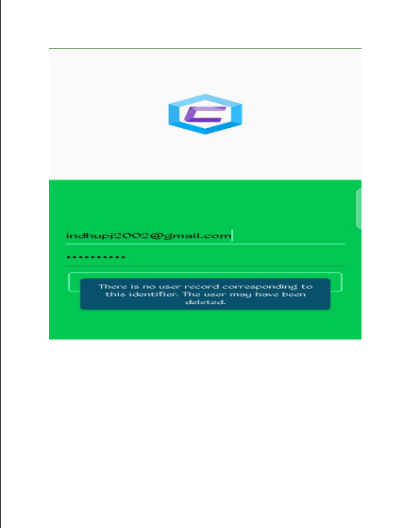 indhupj2002@gmail.com
••••••••••
There is no user record corresponding to
this identifier. The user may have been
deleted.